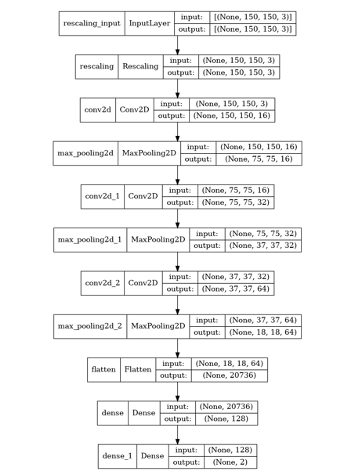 rescaling_input InputLayer input: [(None, 150, 150, 3)]
output: [(None, 150, 150, 3)]
rescaling Rescaling input: (None, 150, 150, 3)
output: (None, 150, 150, 3)
conv2d Conv2D input: (None, 150, 150, 3)
output: (None, 150, 150, 16)
max_pooling2d MaxPooling2D input: (None, 150, 150, 16)
output: (None, 75, 75, 16)
conv2d_1 Conv2D input: (None, 75, 75, 16)
output: (None, 75, 75, 32)
max_pooling2d_1 MaxPooling2D input: (None, 75, 75, 32)
output: (None, 37, 37, 32)
conv2d_2 Conv2D input: (None, 37, 37, 32)
output: (None, 37, 37, 64)
max_pooling2d_2 MaxPooling2D input: (None, 37, 37, 64)
output: (None, 18, 18, 64)
flatten Flatten input: (None, 18, 18, 64)
output: (None, 20736)
dense Dense input: (None, 20736)
output: (None, 128)
dense_1 Dense input: (None, 128)
output: (None, 2)